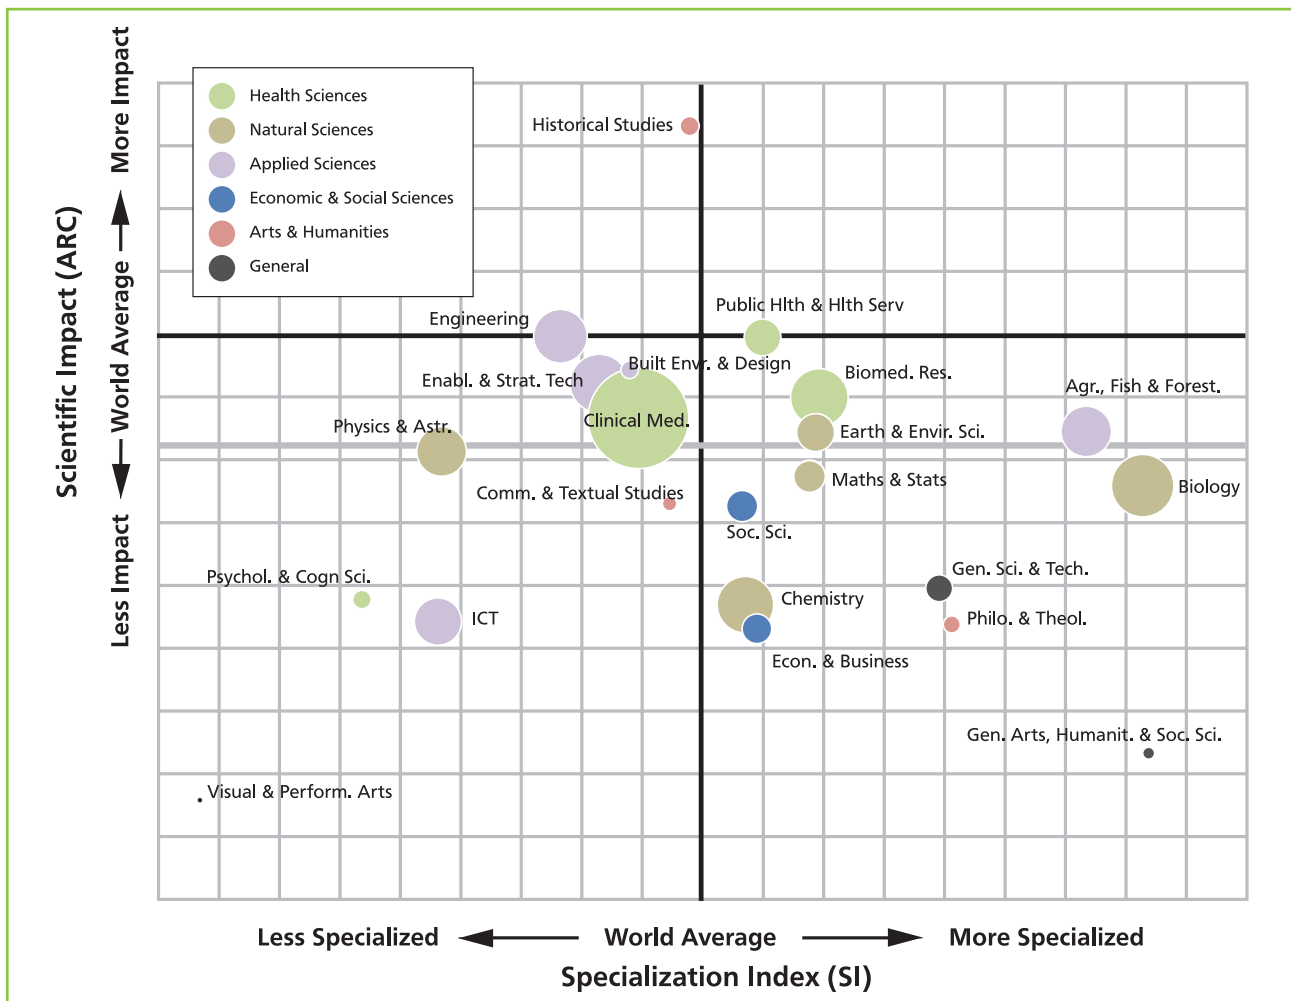 More Impact
World Average
Less Impact
Scientific Impact (ARC)
Health Sciences
Natural Sciences
Applied Sciences
Economic & Social Sciences
Arts & Humanities
General
Historical Studies
Public Hlth & Hlth Serv
Engineering
Built Envr. & Design
Enabl. & Strat. Tech
Biomed. Res.
Agr., Fish & Forest.
Clinical Med.
Physics & Astr.
Earth & Envir. Sci.
Maths & Stats
Biology
Comm. & Textual Studies
Soc. Sci.
Psychol. & Cogn Sci.
Gen. Sci. & Tech.
Chemistry
ICT
Philo. & Theol.
Econ. & Business
Gen. Arts, Humanit. & Soc. Sci.
Visual & Perform. Arts
Less Specialized
World Average
More Specialized
Specialization Index (SI)